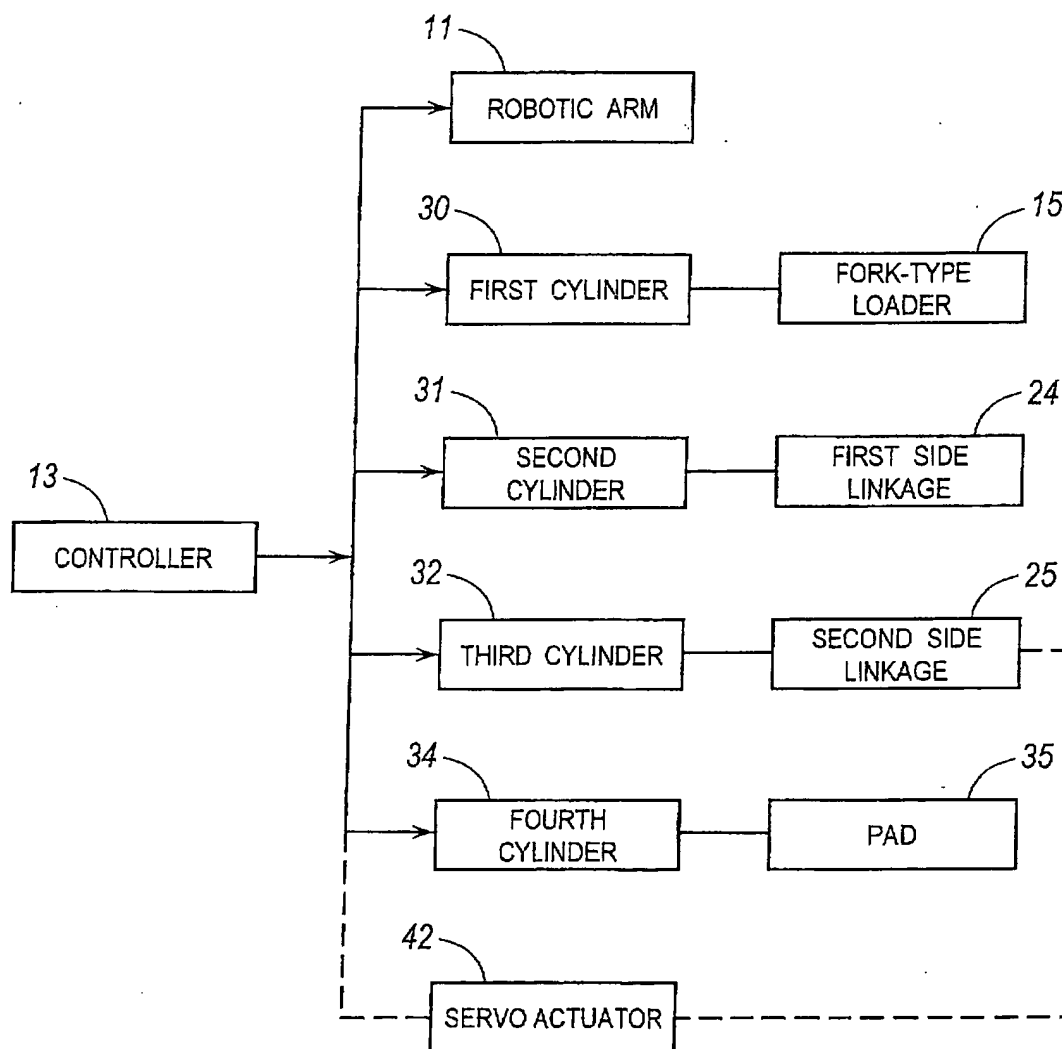 11
ROBOTIC ARM
30
FIRST CYLINDER
15
FORK-TYPE
LOADER
31
SECOND
CYLINDER
24
FIRST SIDE
LINKAGE
13
CONTROLLER
32
THIRD CYLINDER
25
SECOND SIDE
LINKAGE
34
FOURTH
CYLINDER
35
PAD
42
SERVO ACTUATOR